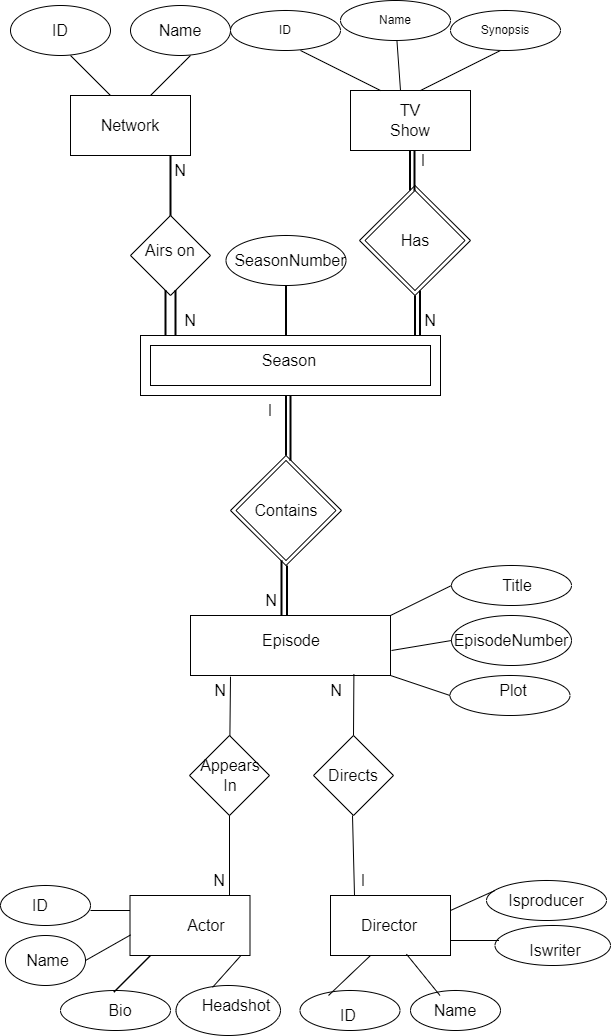 ID
Name
ID
Name
Synopsis
Network
TV
Show
N
I
Airs on
Has
SeasonNumber
N
N
Season
I
Contains
N
Title
Episode
EpisodeNumber
N
N
Plot
Appears
In
Directs
N
I
ID
Actor
Director
Isproducer
Name
Iswriter
Bio
Headshot
ID
Name